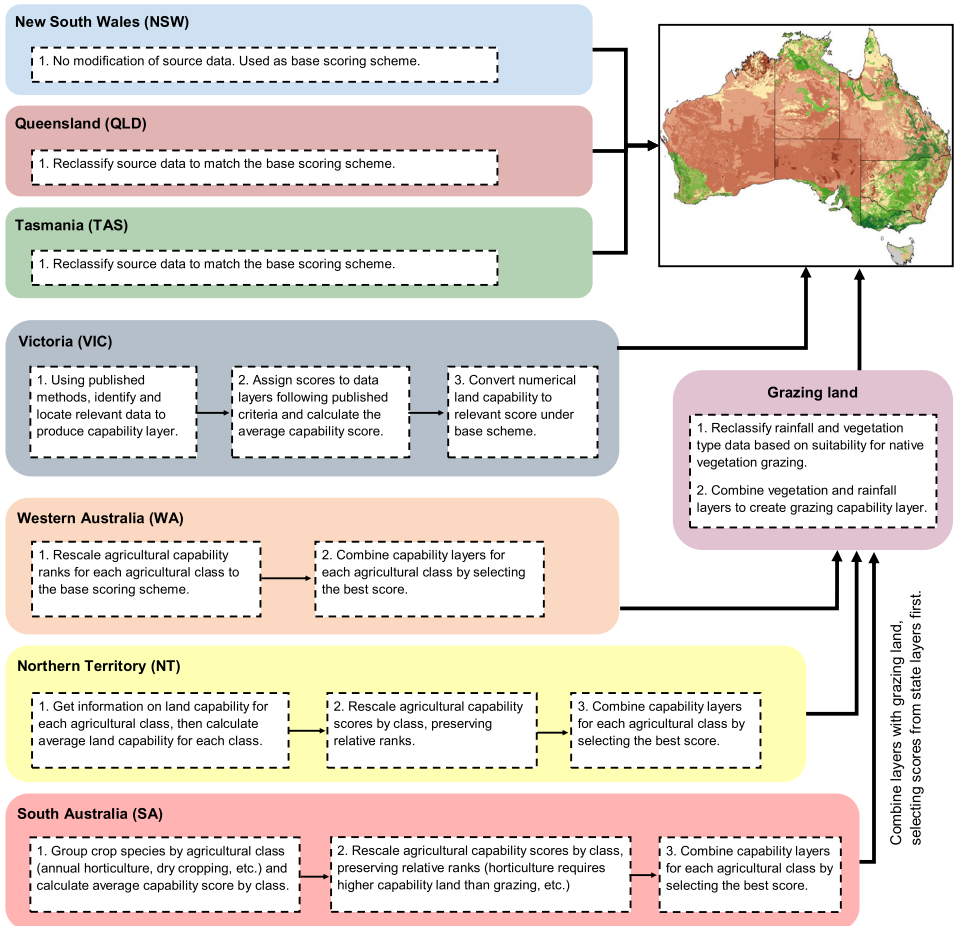 New South Wales (NSW)
1. No modification of source data. Used as base scoring scheme.
Queensland (QLD)
1. Reclassify source data to match the base scoring scheme.
Tasmania (TAS)
1. Reclassify source data to match the base scoring scheme.
Victoria (VIC)
1. Using published
methods, identify and
locate relevant data to
produce capability layer.
2. Assign scores to data
layers following published
criteria and calculate the
average capability score.
3. Convert numerical
land capability to
relevant score under
base scheme.
Grazing land
1. Reclassify rainfall and vegetation
type data based on suitability for native
vegetation grazing.
2. Combine vegetation and rainfall
layers to create grazing capability layer.
Western Australia (WA)
1. Rescale agricultural capability
ranks for each agricultural class to
the base scoring scheme.
2. Combine capability layers for
each agricultural class by selecting
the best score.
Northern Territory (NT)
1. Get information on land capability for
each agricultural class, then calculate
average land capability for each class.
2. Rescale agricultural capability
scores by class, preserving
relative ranks.
3. Combine capability layers
for each agricultural class by
selecting the best score.
South Australia (SA)
1. Group crop species by agricultural class
(annual horticulture, dry cropping, etc.) and
calculate average capability score by class.
2. Rescale agricultural capability scores by class,
preserving relative ranks (horticulture requires
higher capability land than grazing, etc.)
3. Combine capability layers
for each agricultural class by
selecting the best score.
Combine layers with grazing land,
selecting scores from state layers first.